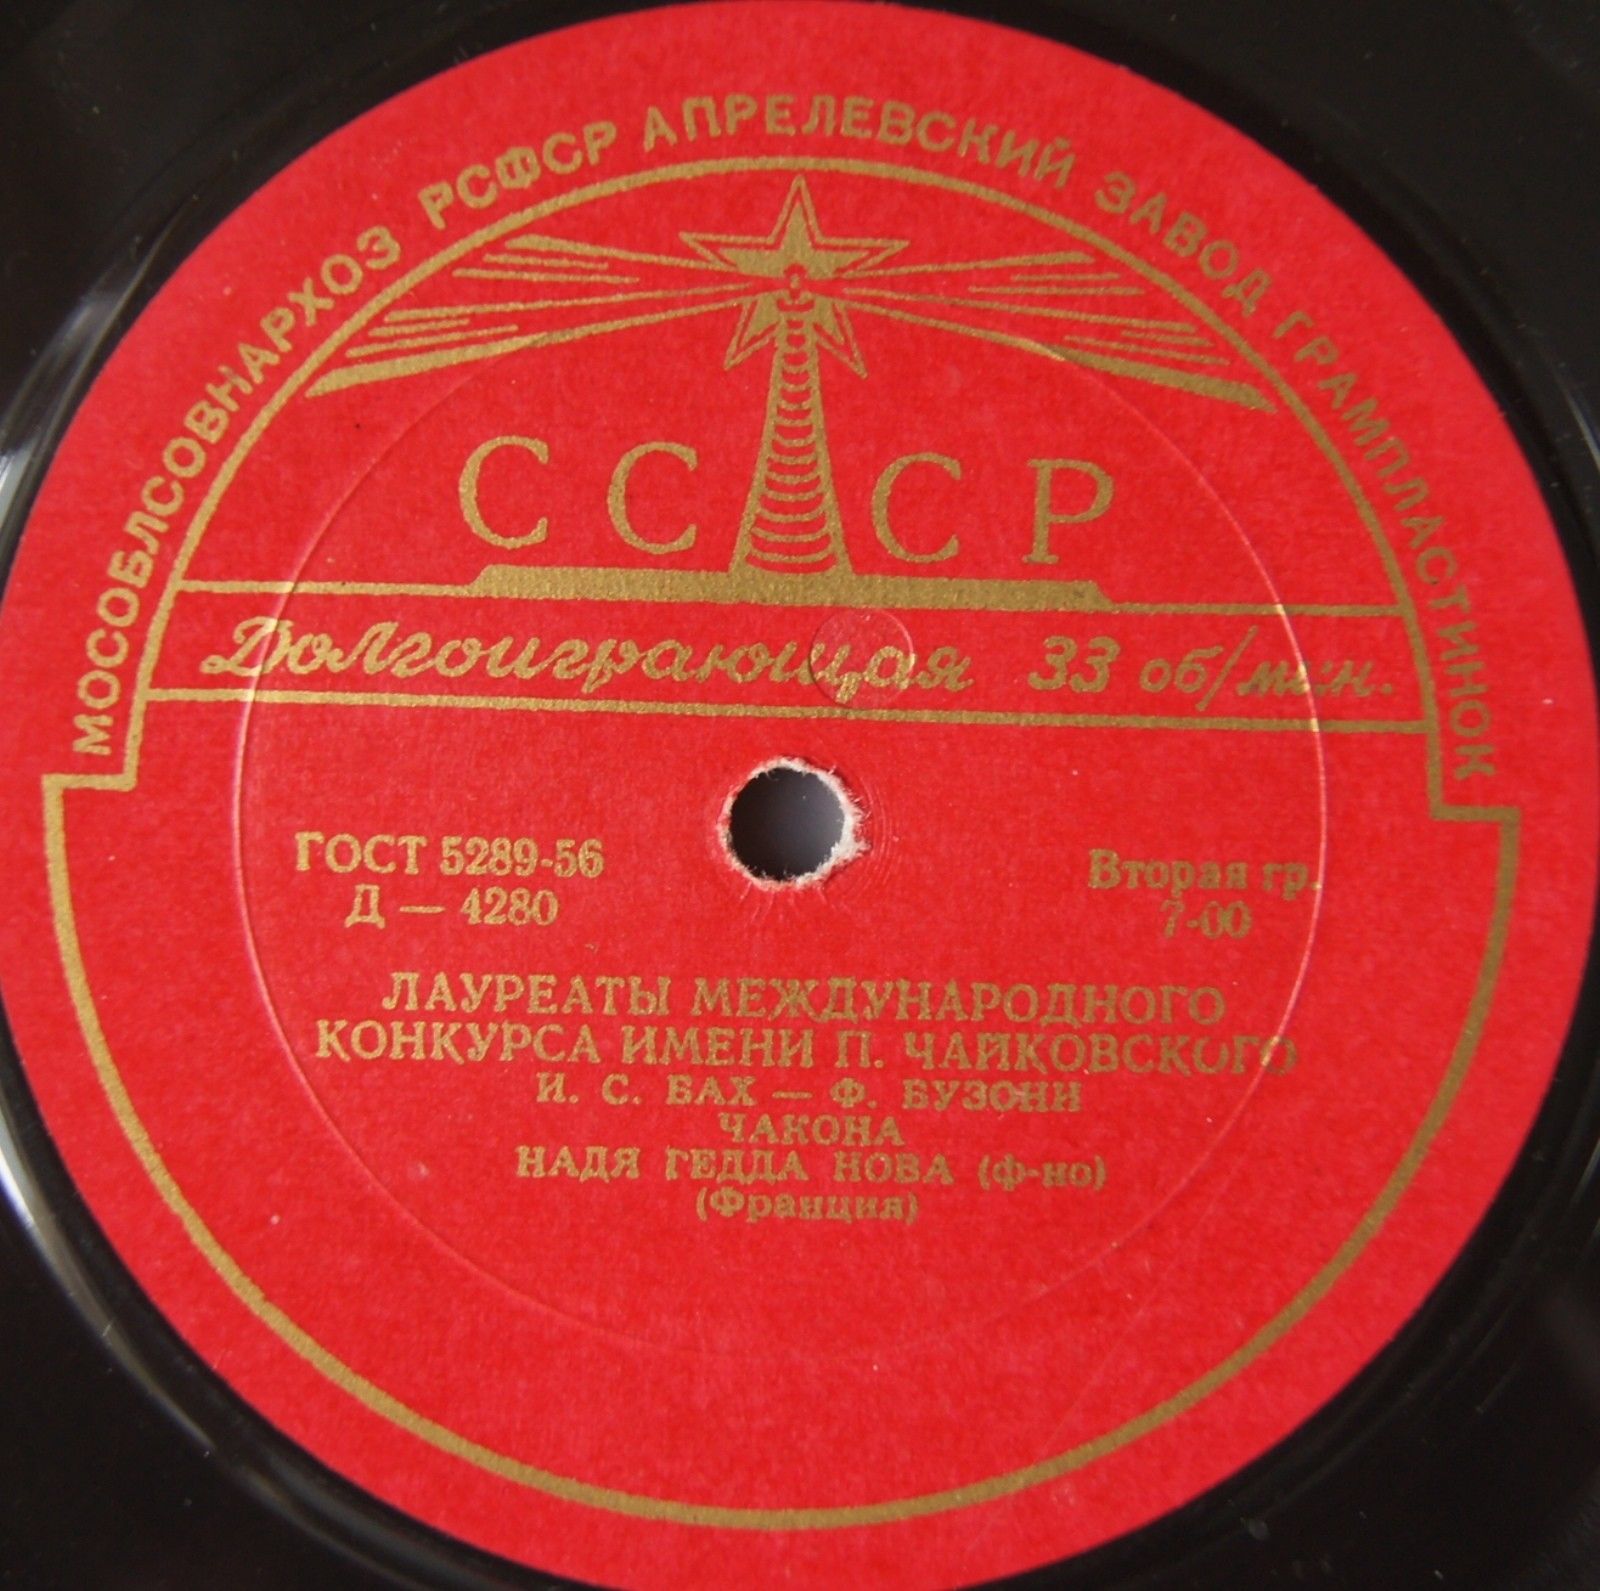 МОСОБЛСОВНАРХОЗ РСФСР АПРЕЛЕВСКИЙ ЗАВОД ГРАМПЛАСТИНОК
СССР
Долгоиграющая 33 об/мин.
ГОСТ 5289-56 Вторая гр.
Д — 4280 7-00
ЛАУРЕАТЫ МЕЖДУНАРОДНОГО
КОНКУРСА ИМЕНИ П. ЧАЙКОВСКОГО
И. С. БАХ — Ф. БУЗОНИ
ЧАКОНА
НАДЯ ГЕДДА НОВА (ф-но)
(Франция)